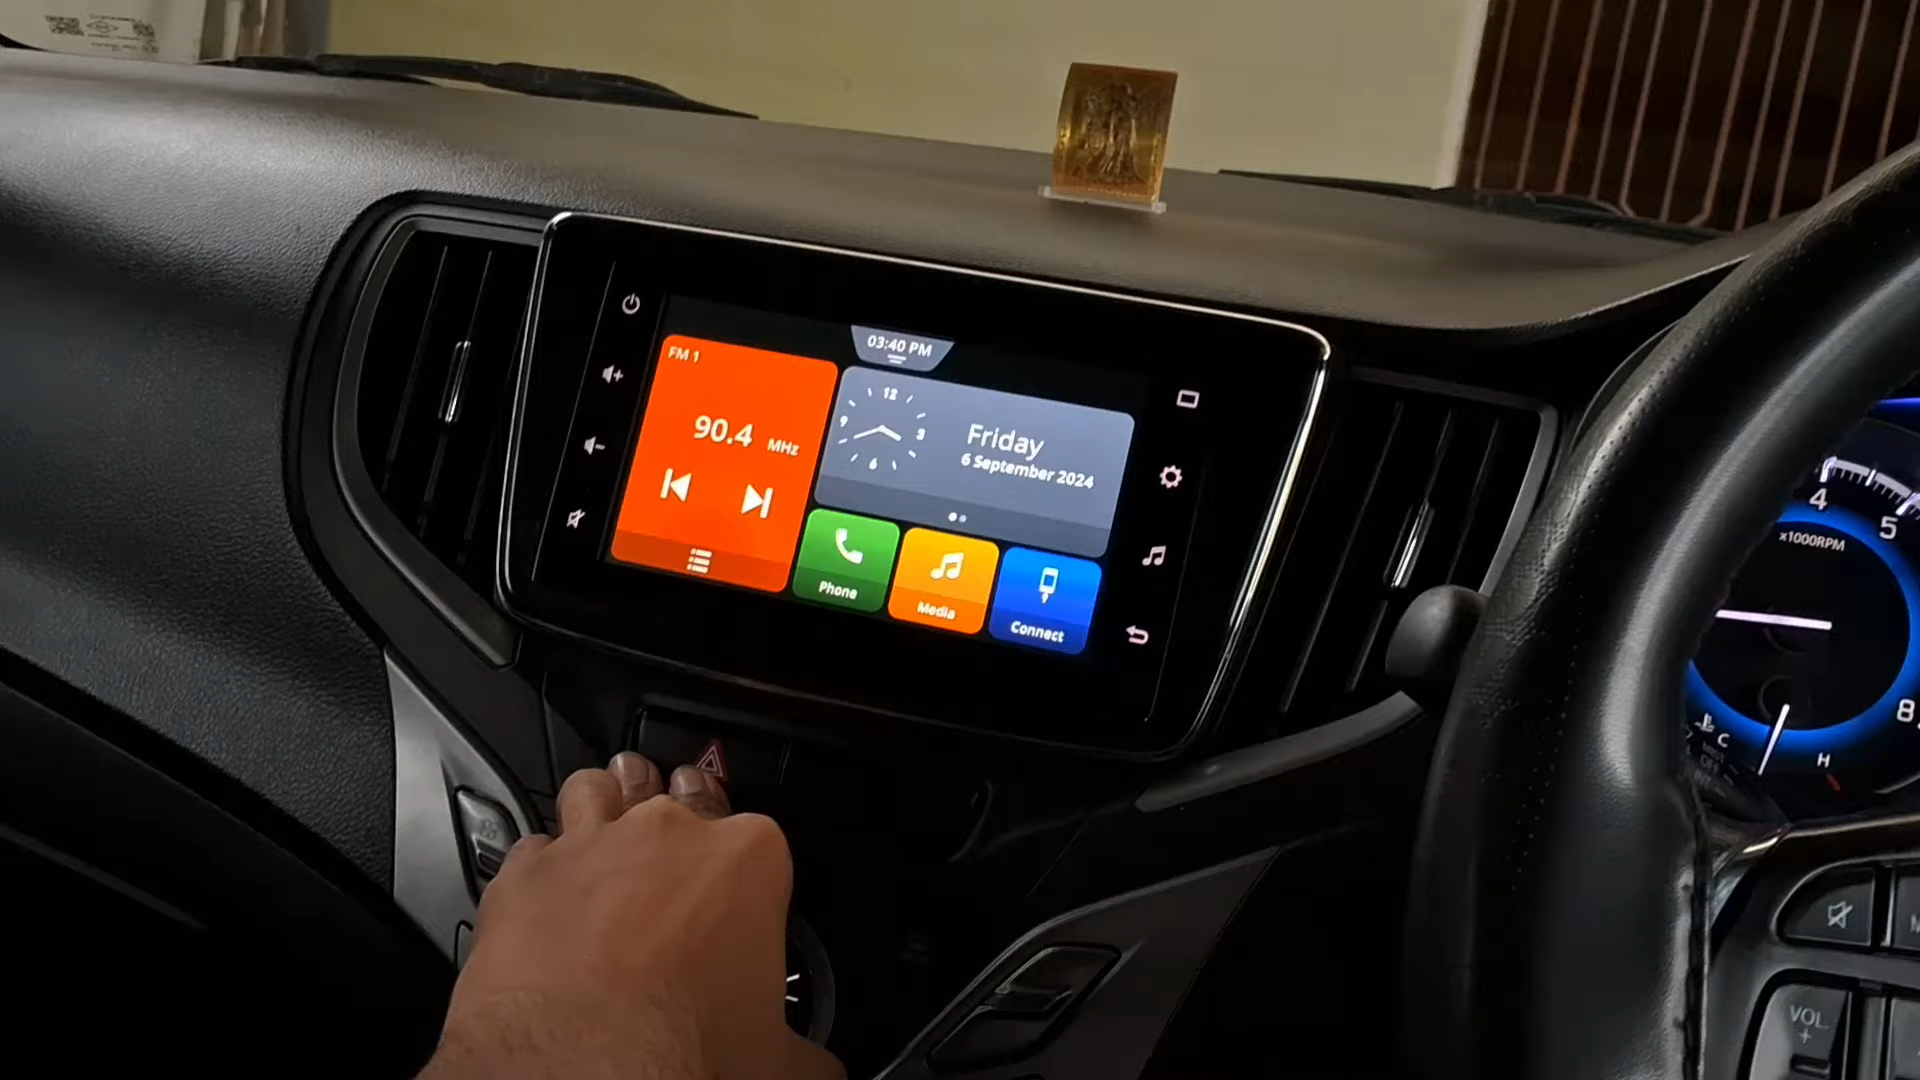 03:40 PM
FM 1
90.4 MHz
12
9 3
6
Friday
6 September 2024
Phone
Media
Connect
4
5
x1000RPM
8
C
H
VOL
+